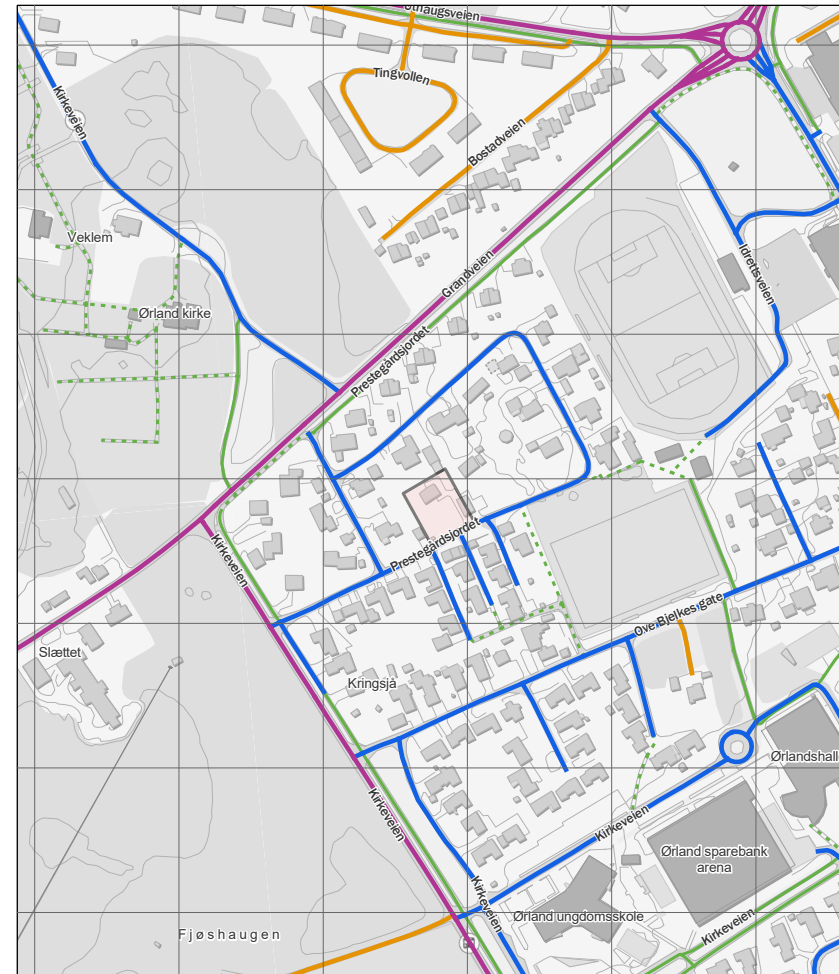 Uthaugsveien
Tingvollen
Kirkeveien
Bostadveien
Veklem
Grandveien
Idrettsveien
Ørland kirke
Prestegårdsjordet
Prestegårdsjordet
Kirkeveien
Ove Bjelkes gate
Slættet
Kringsjå
Ørlandshall
Kirkeveien
Kirkeveien
Ørland sparebank
arena
Kirkeveien
Ørland ungdomsskole
Kirkeveien
Fjøshaugen